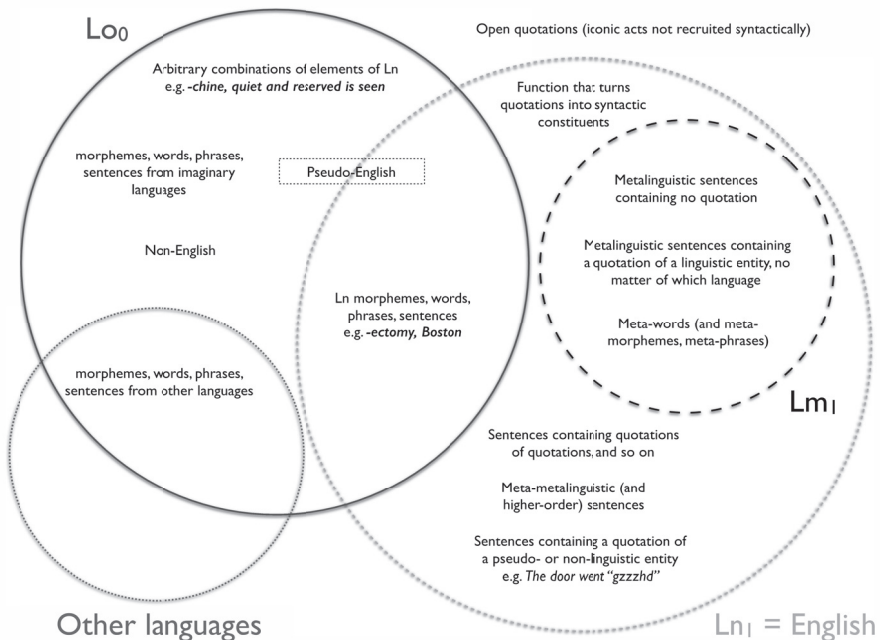 Lo0
Open quotations (iconic acts not recruited syntactically)
Arbitrary combinations of elements of Ln
e.g. -chine, quiet and reserved is seen
Function that turns
quotations into syntactic
constituents
morphemes, words, phrases,
sentences from imaginary
languages
Pseudo-English
Metalinguistic sentences
containing no quotation
Non-English
Metalinguistic sentences containing
a quotation of a linguistic entity, no
matter of which language
Ln morphemes, words,
phrases, sentences
e.g. -ectomy, Boston
Meta-words (and meta-
morphemes, meta-phrases)
morphemes, words, phrases,
sentences from other languages
Lm1
Sentences containing quotations
of quotations, and so on
Meta-metalinguistic (and
higher-order) sentences
Sentences containing a quotation of
a pseudo- or non-linguistic entity
e.g. The door went “gzzzhd”
Other languages
Ln1 = English